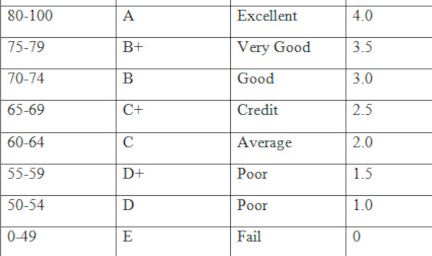 80-100 A Excellent 4.0
75-79 B+ Very Good 3.5
70-74 B Good 3.0
65-69 C+ Credit 2.5
60-64 C Average 2.0
55-59 D+ Poor 1.5
50-54 D Poor 1.0
0-49 E Fail 0